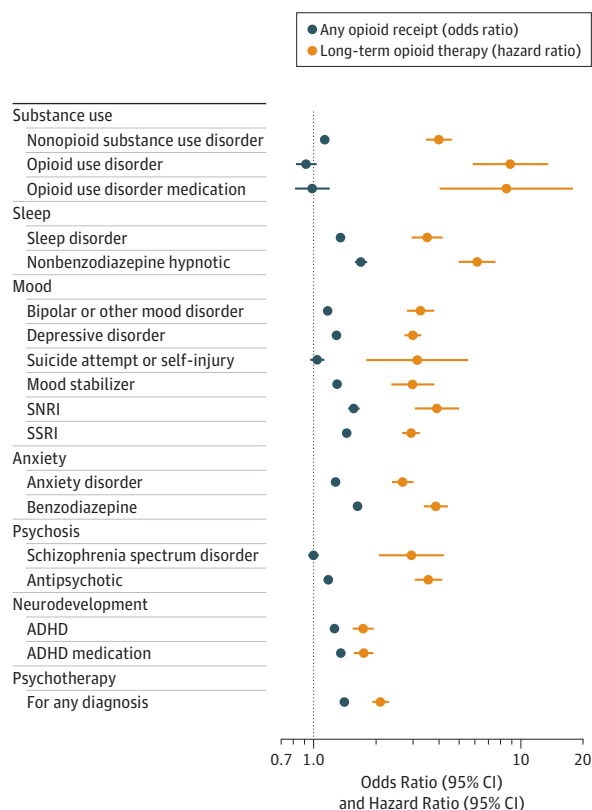 Any opioid receipt (odds ratio)
Long-term opioid therapy (hazard ratio)
Substance use
Nonopioid substance use disorder
Opioid use disorder
Opioid use disorder medication
Sleep
Sleep disorder
Nonbenzodiazepine hypnotic
Mood
Bipolar or other mood disorder
Depressive disorder
Suicide attempt or self-injury
Mood stabilizer
SNRI
SSRI
Anxiety
Anxiety disorder
Benzodiazepine
Psychosis
Schizophrenia spectrum disorder
Antipsychotic
Neurodevelopment
ADHD
ADHD medication
Psychotherapy
For any diagnosis
0.7 1.0 10 20
Odds Ratio (95% CI)
and Hazard Ratio (95% CI)